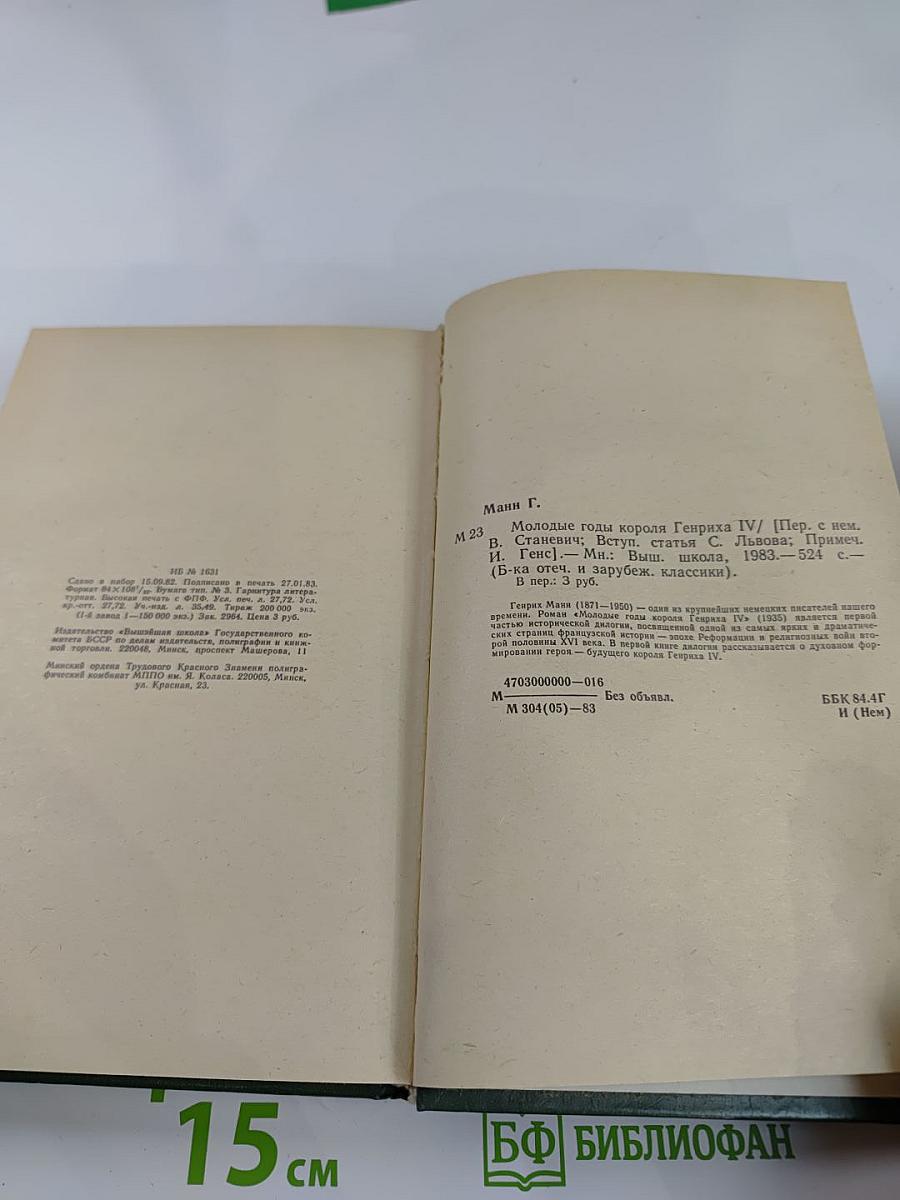 ИБ № 1631
Сдано в набор 15.09.82. Подписано в печать 27.01.83.
Формат 84×108¹/₃₂. Бумага тип. № 3. Гарнитура литера-
турная. Высокая печать с ФПФ. Усл. печ. л. 27,72. Усл.
кр.-отт. 27,72. Уч.-изд. л. 35,49. Тираж 200 000 экз.
(1-й завод 1—150 000 экз.) Зак. 2964. Цена 3 руб.
Издательство «Вышэйшая школа» Государственного ко-
митета БССР по делам издательств, полиграфии и книж-
ной торговли. 220048, Минск, проспект Машерова, 11
Минский ордена Трудового Красного Знамени полигра-
фический комбинат МППО им. Я. Коласа. 220005, Минск,
ул. Красная, 23.
Манн Г.
М 23 Молодые годы короля Генриха IV/ [Пер. с нем.
В. Станевич; Вступ. статья С. Львова; Примеч.
И. Генс].— Мн.: Выш. школа, 1983.— 524 с.—
(Б-ка отеч. и зарубеж. классики).
В пер.: 3 руб.
Генрих Манн (1871—1950) — один из крупнейших немецких писателей нашего
времени. Роман «Молодые годы короля Генриха IV» (1935) является первой
частью исторической дилогии, посвященной одной из самых ярких и драматиче-
ских страниц французской истории — эпохе Реформации и религиозных войн вто-
рой половины XVI века. В первой книге дилогии рассказывается о духовном фор-
мировании героя — будущего короля Генриха IV.
4703000000—016
М Без объявл.
М 304(05)—83
ББК 84.4Г
И (Нем)
15 см
БФ БИБЛИОФАН